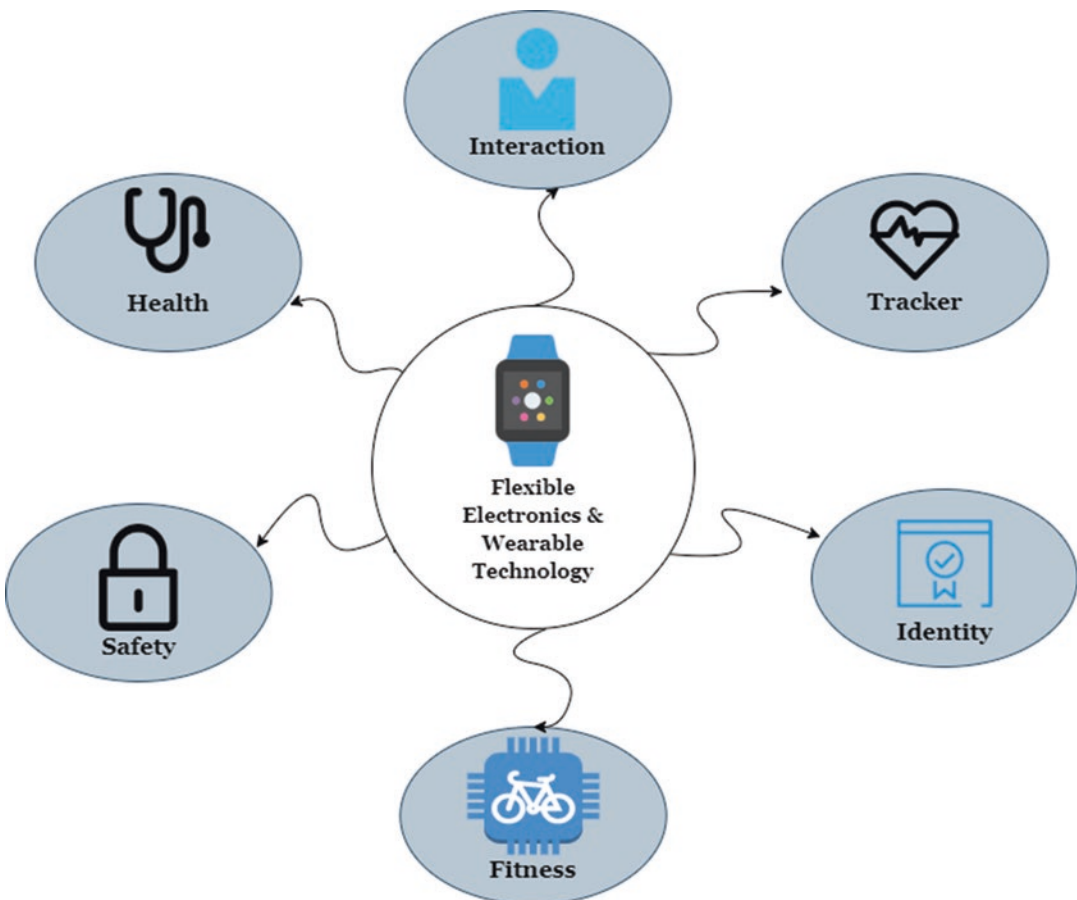 Interaction
Health
Tracker
Flexible
Electronics &
Wearable
Technology
Safety
Identity
Fitness